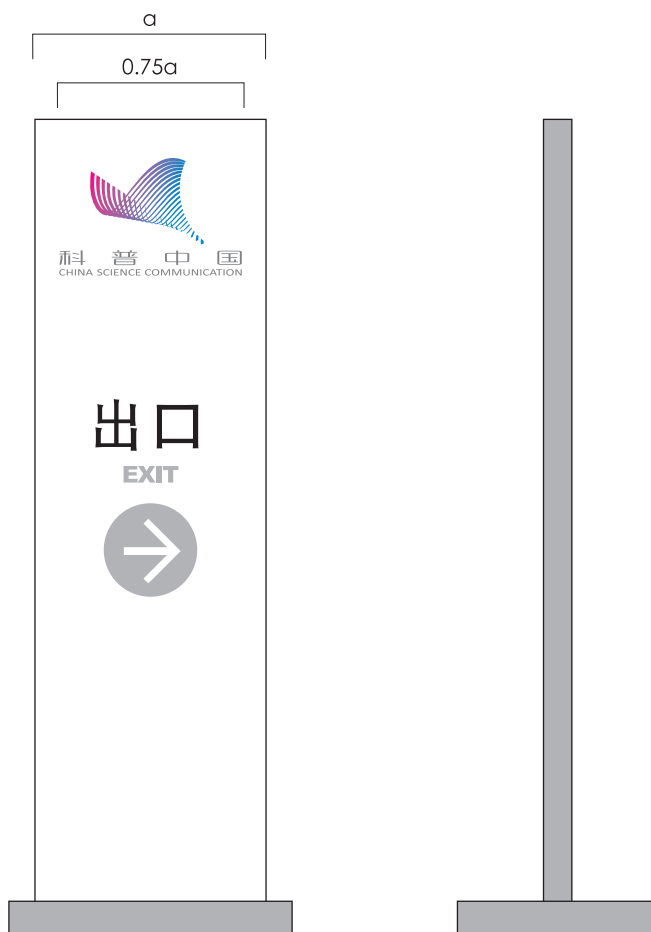 a
0.75a
科普中国
CHINA SCIENCE COMMUNICATION
出口
EXIT